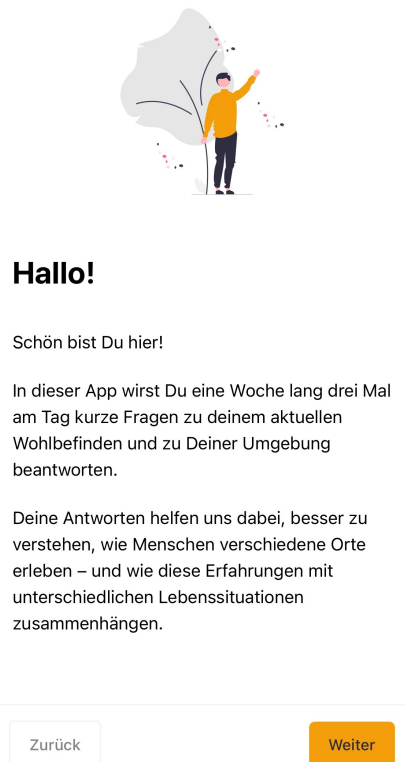 Hallo!
Schön bist Du hier!
In dieser App wirst Du eine Woche lang drei Mal
am Tag kurze Fragen zu deinem aktuellen
Wohlbefinden und zu Deiner Umgebung
beantworten.
Deine Antworten helfen uns dabei, besser zu
verstehen, wie Menschen verschiedene Orte
erleben – und wie diese Erfahrungen mit
unterschiedlichen Lebenssituationen
zusammenhängen.
Zurück
Weiter